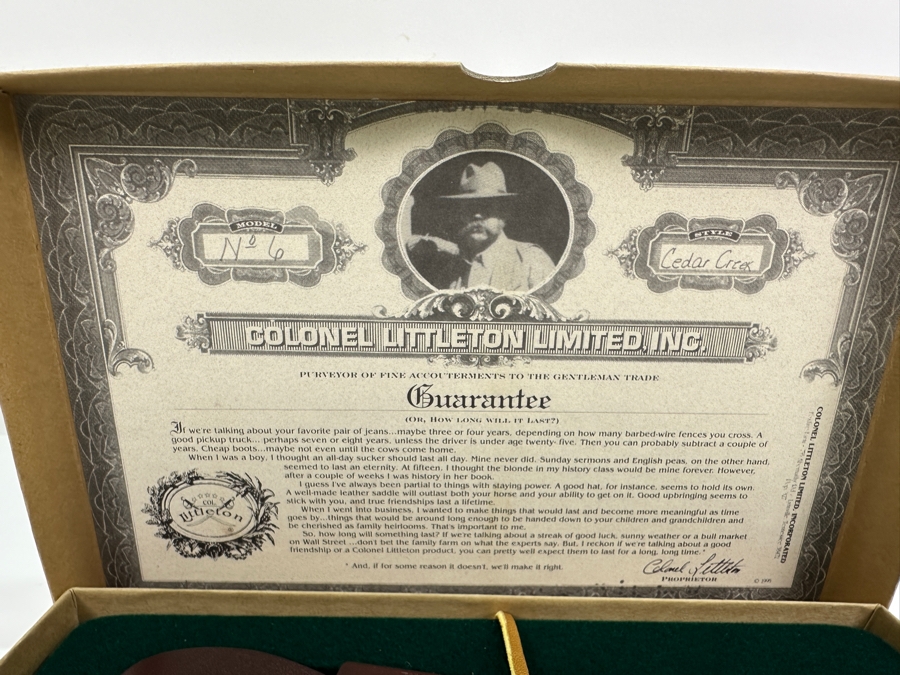 MODEL
Nº 6
STYLE
Cedar Creek
COLONEL LITTLETON LIMITED, INC.
PURVEYOR OF FINE ACCOUTERMENTS TO THE GENTLEMAN TRADE
Guarantee
(OR, HOW LONG WILL IT LAST?)
If we're talking about your favorite pair of jeans...maybe three or four years, depending on how many barbed-wire fences you cross. A
good pickup truck... perhaps seven or eight years, unless the driver is under age twenty-five. Then you can probably subtract a couple of
years. Cheap boots...maybe not even until the cows come home.
When I was a boy, I thought an all-day sucker should last all day. Mine never did. Sunday sermons and English peas, on the other hand,
seemed to last an eternity. At fifteen, I thought the blonde in my history class would be mine forever. However,
after a couple of weeks I was history in her book.
I guess I've always been partial to things with staying power. A good hat, for instance, seems to hold its own.
A well-made leather saddle will outlast both your horse and your ability to get on it. Good upbringing seems to
stick with you, and true friendships last a lifetime.
When I went into business, I wanted to make things that would last and become more meaningful as time
goes by...things that would be around long enough to be handed down to your children and grandchildren and
be cherished as family heirlooms. That's important to me.
So, how long will something last? If we're talking about a streak of good luck, sunny weather or a bull market
on Wall Street ...don't bet the family farm on what the experts say. But, I reckon if we're talking about a good
friendship or a Colonel Littleton product, you can pretty well expect them to last for a long, long time.*
* And, if for some reason it doesn't, we'll make it right.
Colonel Littleton
PROPRIETOR
COL.
Littleton
COLONEL LITTLETON LIMITED, INCORPORATED